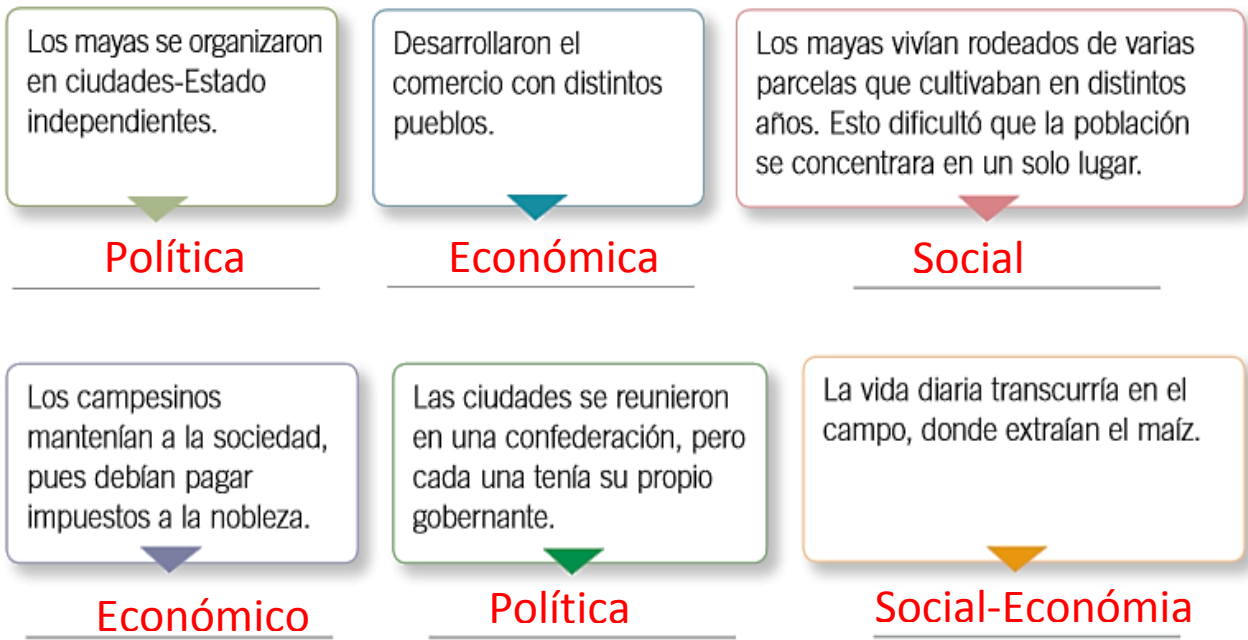 Los mayas se organizaron
en ciudades-Estado
independientes.
Política
Desarrollaron el
comercio con distintos
pueblos.
Económica
Los mayas vivían rodeados de varias
parcelas que cultivaban en distintos
años. Esto dificultó que la población
se concentrara en un solo lugar.
Social
Los campesinos
mantenían a la sociedad,
pues debían pagar
impuestos a la nobleza.
Económico
Las ciudades se reunieron
en una confederación, pero
cada una tenía su propio
gobernante.
Política
La vida diaria transcurría en el
campo, donde extraían el maíz.
Social-Económia